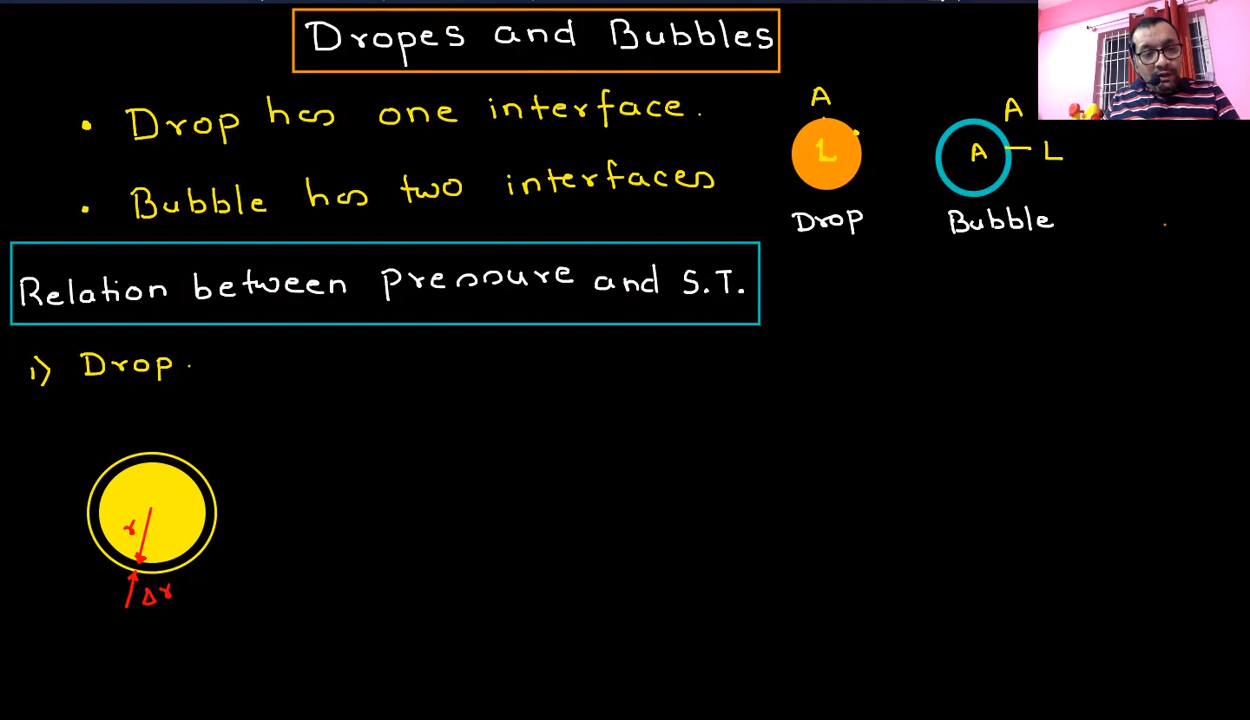 Dropes and Bubbles
• Drop has one interface.
• Bubble has two interfaces
A
L
Drop
A
A
L
Bubble
Relation between pressure and S.T.
1) Drop.
r
Δr